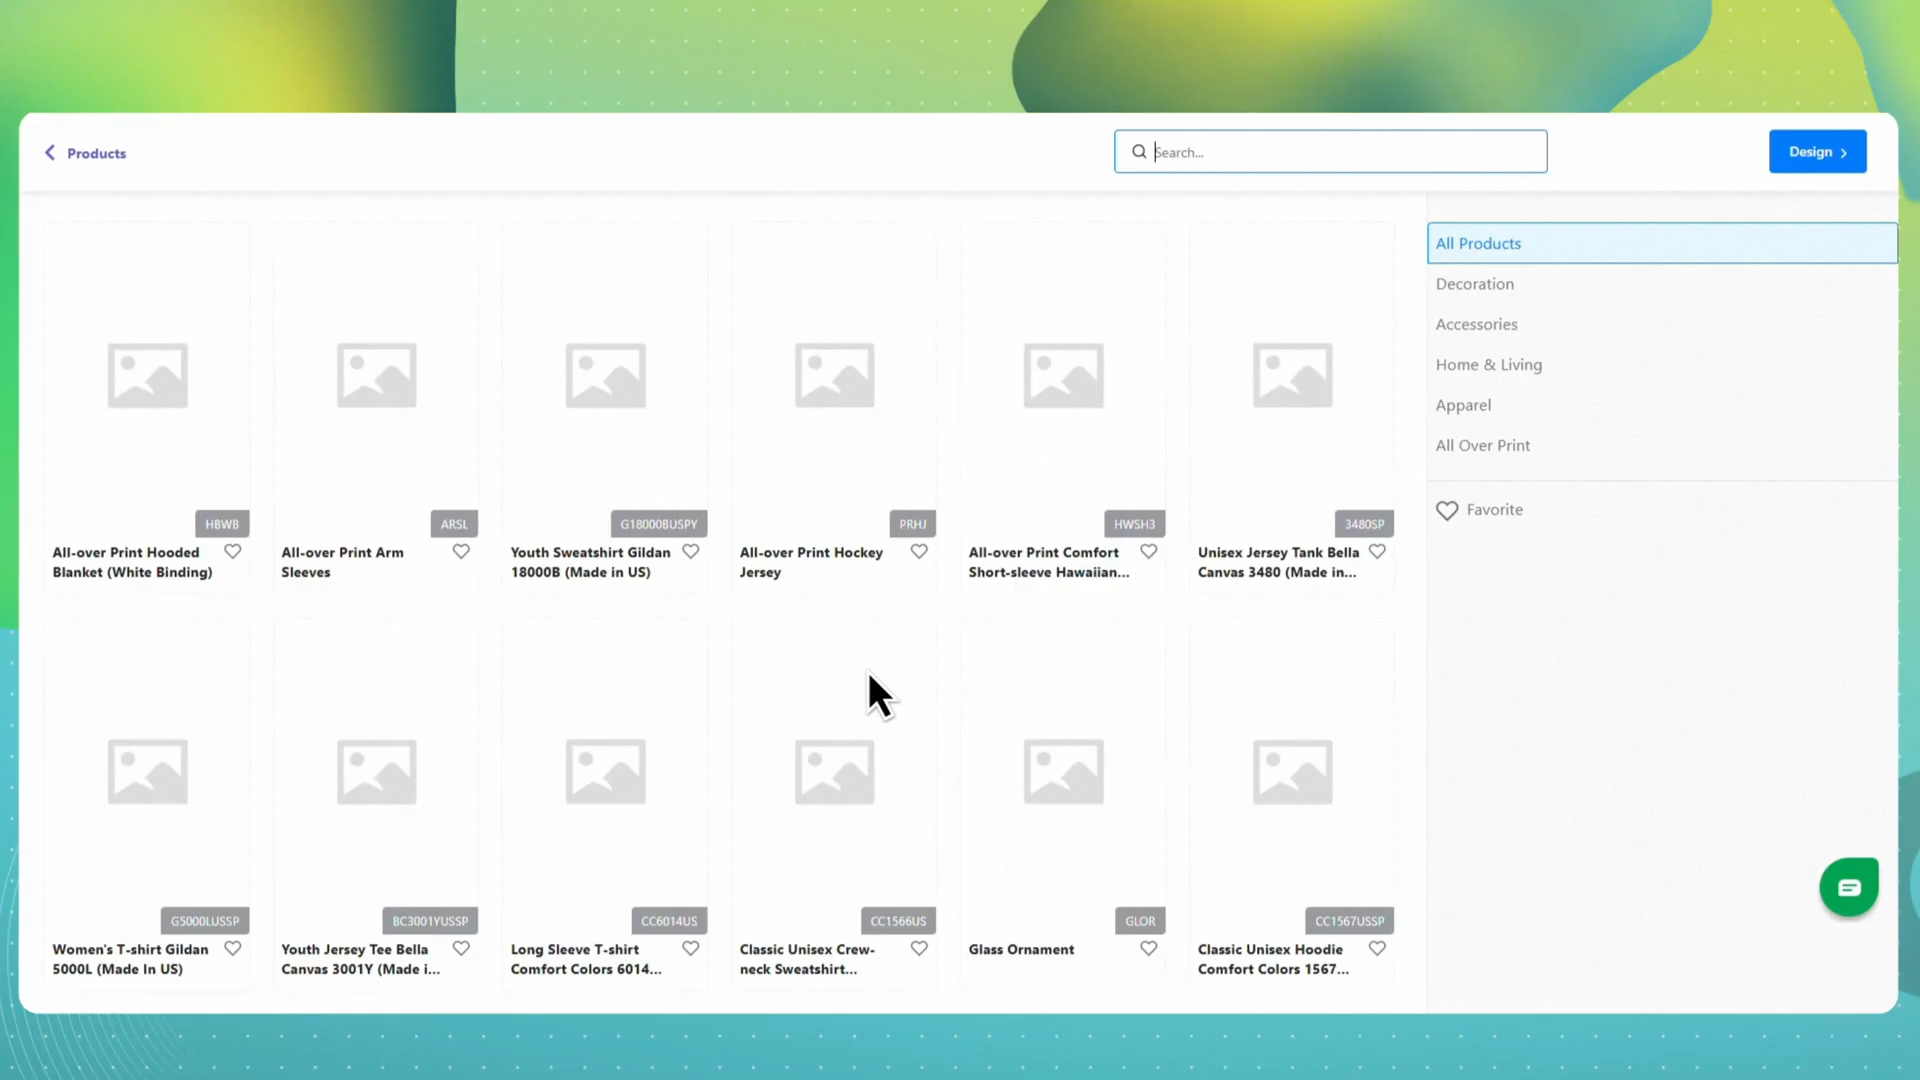 Products
Search...
Design
All Products
Decoration
Accessories
Home & Living
Apparel
All Over Print
Favorite
HBWB
All-over Print Hooded
Blanket (White Binding)
ARSL
All-over Print Arm
Sleeves
G18000BUSPY
Youth Sweatshirt Gildan
18000B (Made in US)
PRHJ
All-over Print Hockey
Jersey
HWSH3
All-over Print Comfort
Short-sleeve Hawaiian...
3480SP
Unisex Jersey Tank Bella
Canvas 3480 (Made in...
G5000LUSSP
Women's T-shirt Gildan
5000L (Made In US)
BC3001YUSSP
Youth Jersey Tee Bella
Canvas 3001Y (Made i...
CC6014US
Long Sleeve T-shirt
Comfort Colors 6014...
CC1566US
Classic Unisex Crew-
neck Sweatshirt...
GLOR
Glass Ornament
CC1567USSP
Classic Unisex Hoodie
Comfort Colors 1567...